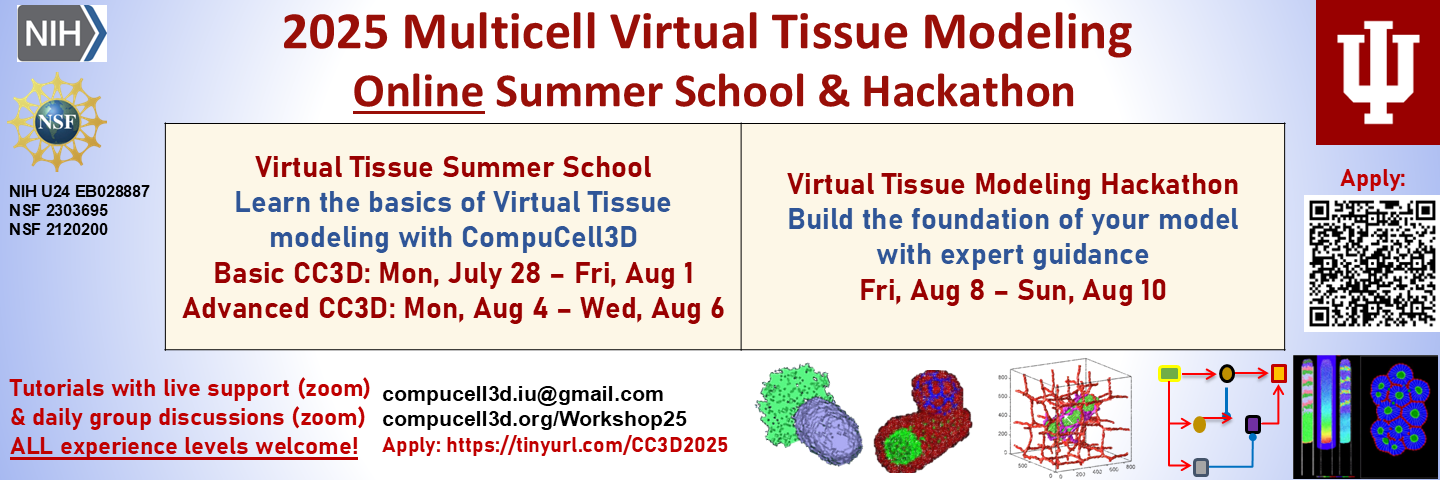 NIH
NSF
NIH U24 EB028887
NSF 2303695
NSF 2120200
2025 Multicell Virtual Tissue Modeling
Online Summer School & Hackathon
Virtual Tissue Summer School
Learn the basics of Virtual Tissue
modeling with CompuCell3D
Basic CC3D: Mon, July 28 – Fri, Aug 1
Advanced CC3D: Mon, Aug 4 – Wed, Aug 6
Virtual Tissue Modeling Hackathon
Build the foundation of your model
with expert guidance
Fri, Aug 8 – Sun, Aug 10
Apply:
Tutorials with live support (zoom)
& daily group discussions (zoom)
ALL experience levels welcome!
compucell3d.iu@gmail.com
compucell3d.org/Workshop25
Apply: https://tinyurl.com/CC3D2025